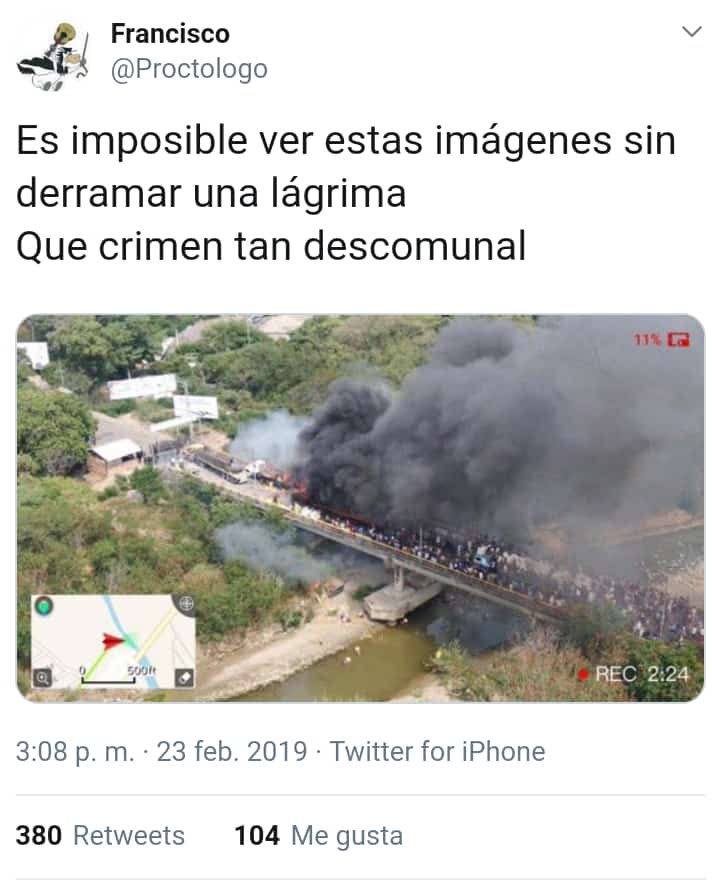 Francisco
@Proctologo
Es imposible ver estas imágenes sin
derramar una lágrima
Que crimen tan descomunal
11%
0 500ft
REC 2:24
3:08 p. m. · 23 feb. 2019 · Twitter for iPhone
380 Retweets 104 Me gusta